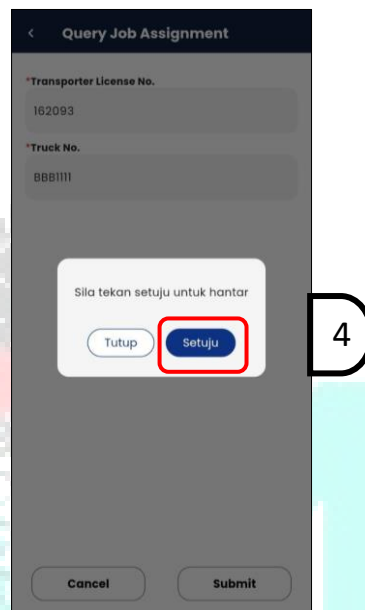 < Query Job Assignment
*Transporter License No.
162093
*Truck No.
BBB1111
Sila tekan setuju untuk hantar
Tutup Setuju
4
Cancel Submit